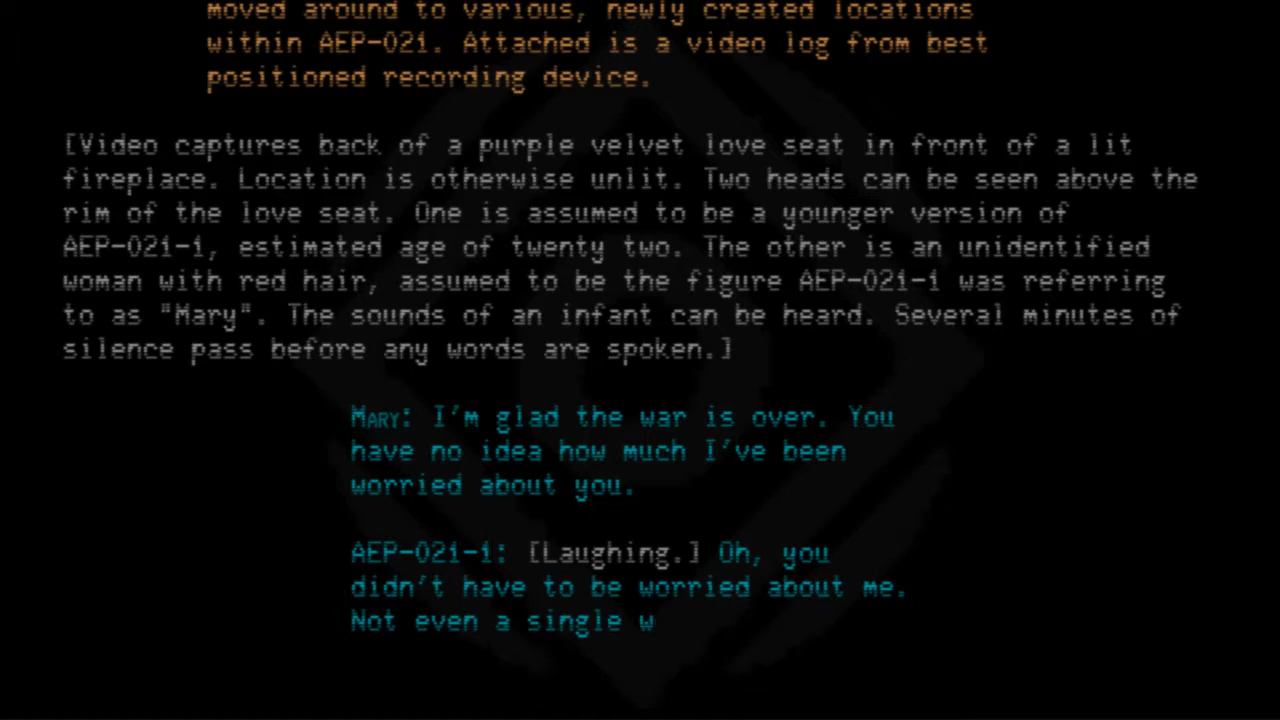 moved around to various, newly created locations
within AEP-021. Attached is a video log from best
positioned recording device.
[Video captures back of a purple velvet love seat in front of a lit
fireplace. Location is otherwise unlit. Two heads can be seen above the
rim of the love seat. One is assumed to be a younger version of
AEP-021-1, estimated age of twenty two. The other is an unidentified
woman with red hair, assumed to be the figure AEP-021-1 was referring
to as "Mary". The sounds of an infant can be heard. Several minutes of
silence pass before any words are spoken.]
MARY: I'm glad the war is over. You
have no idea how much I've been
worried about you.
AEP-021-1: [Laughing.] Oh, you
didn't have to be worried about me.
Not even a single w